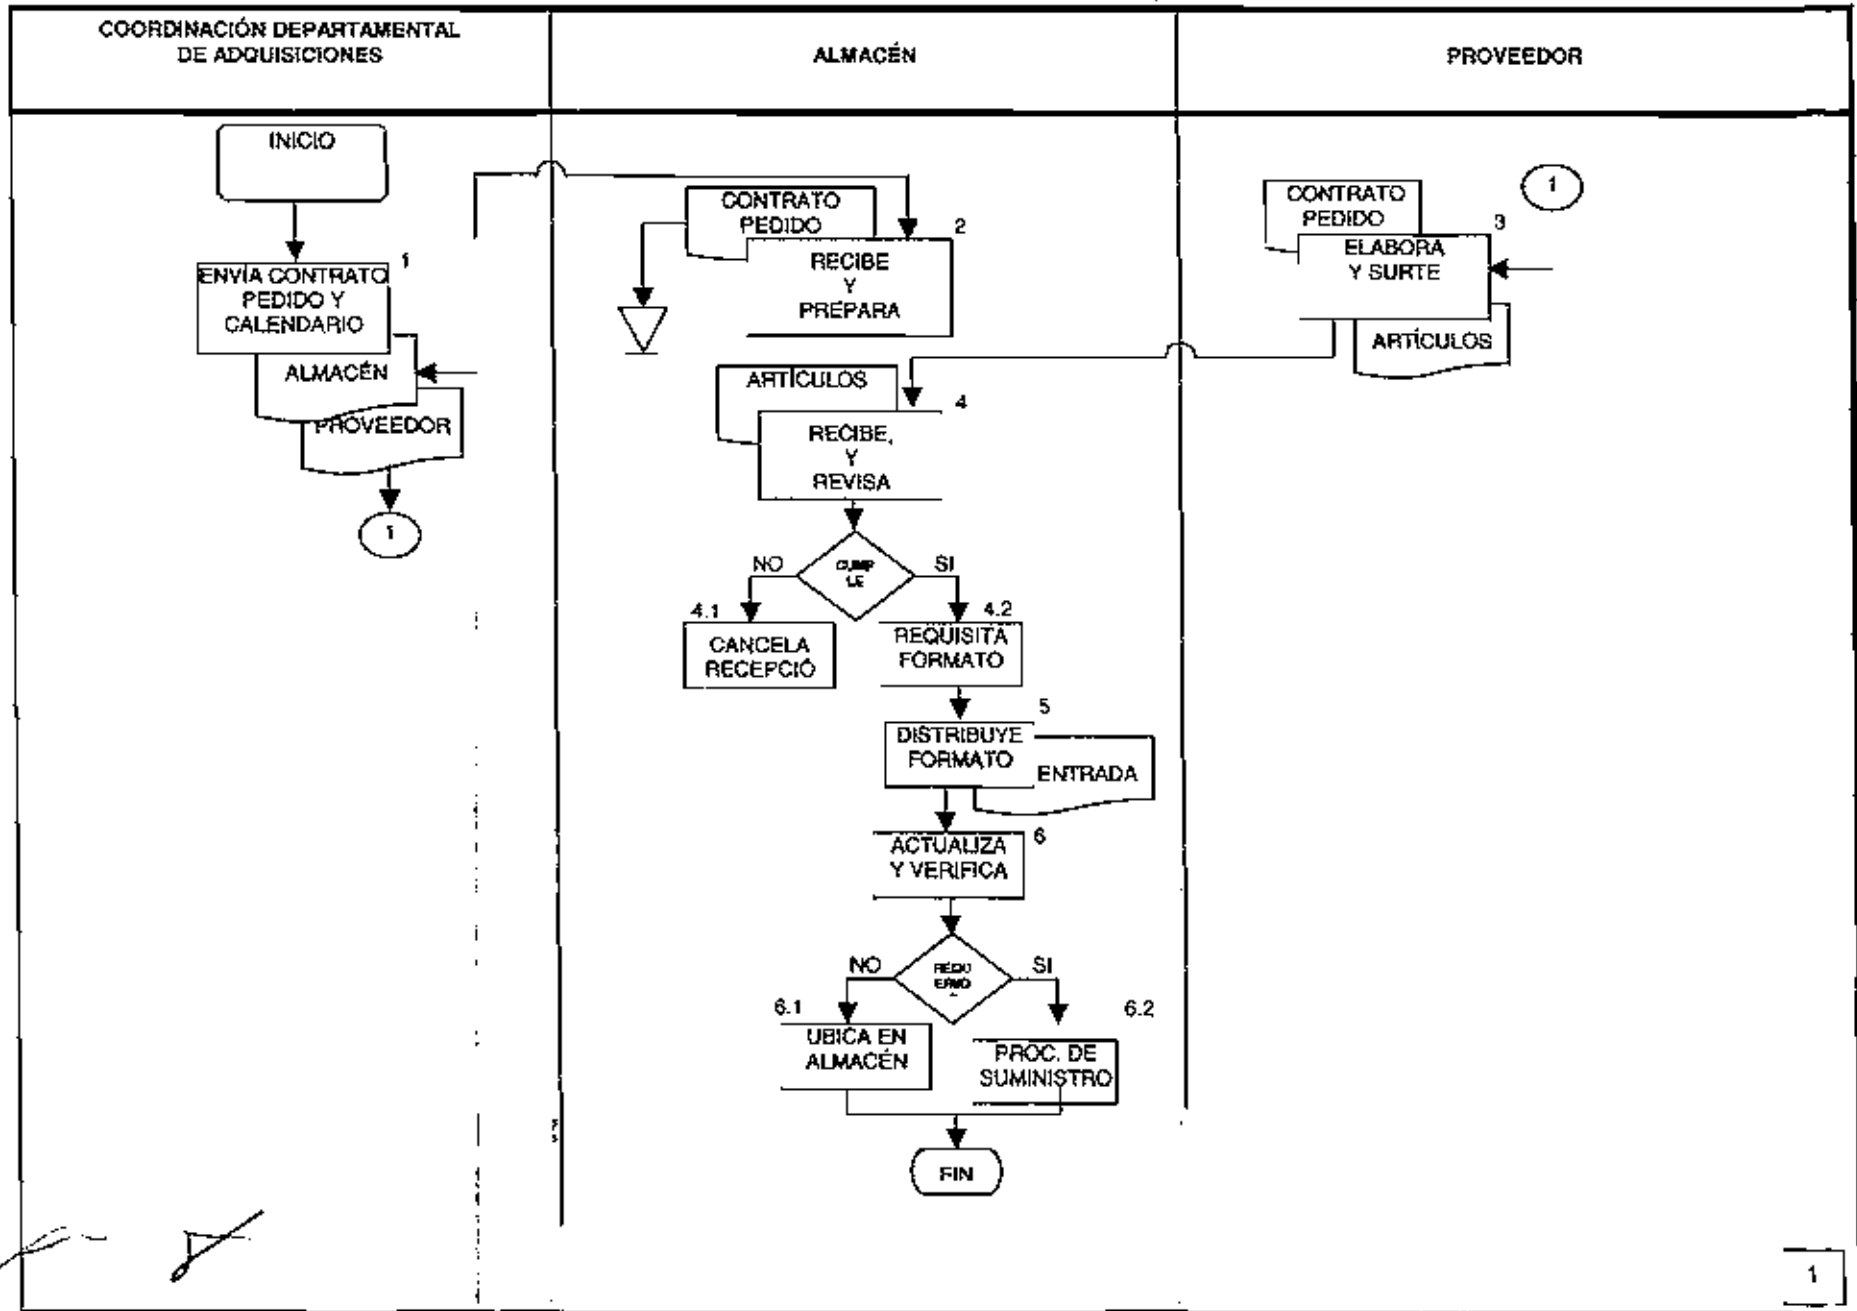 COORDINACIÓN DEPARTAMENTAL
DE ADQUISICIONES
ALMACÉN
PROVEEDOR
INICIO
1
ENVÍA CONTRATO
PEDIDO Y
CALENDARIO
ALMACÉN
PROVEEDOR
1
CONTRATO
PEDIDO
2
RECIBE
Y
PREPARA
1
CONTRATO
PEDIDO
3
ELABORA
Y SURTE
ARTÍCULOS
ARTÍCULOS
4
RECIBE,
Y
REVISA
NO
CUMP
LE
SI
4.1
CANCELA
RECEPCIÓ
4.2
REQUISITA
FORMATO
5
DISTRIBUYE
FORMATO
ENTRADA
6
ACTUALIZA
Y VERIFICA
NO
SI
6.1
UBICA EN
ALMACÉN
6.2
PROC. DE
SUMINISTRO
FIN
1